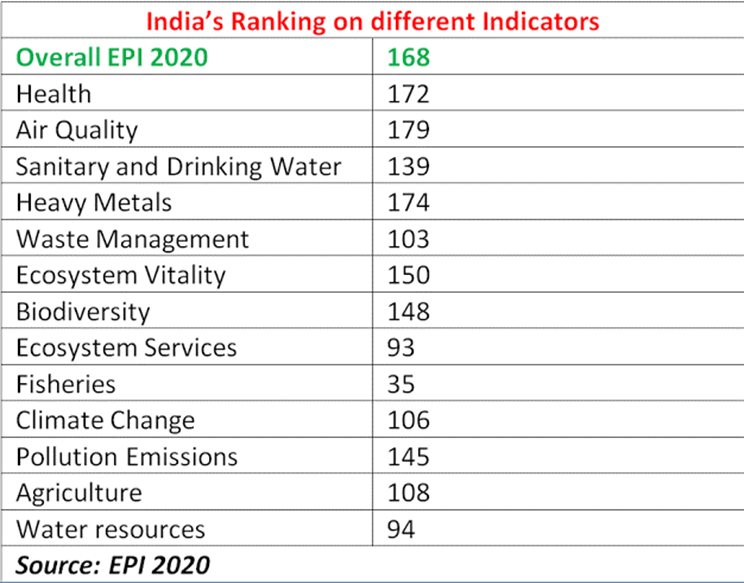 India’s Ranking on different Indicators
Overall EPI 2020 168
Health 172
Air Quality 179
Sanitary and Drinking Water 139
Heavy Metals 174
Waste Management 103
Ecosystem Vitality 150
Biodiversity 148
Ecosystem Services 93
Fisheries 35
Climate Change 106
Pollution Emissions 145
Agriculture 108
Water resources 94
Source: EPI 2020